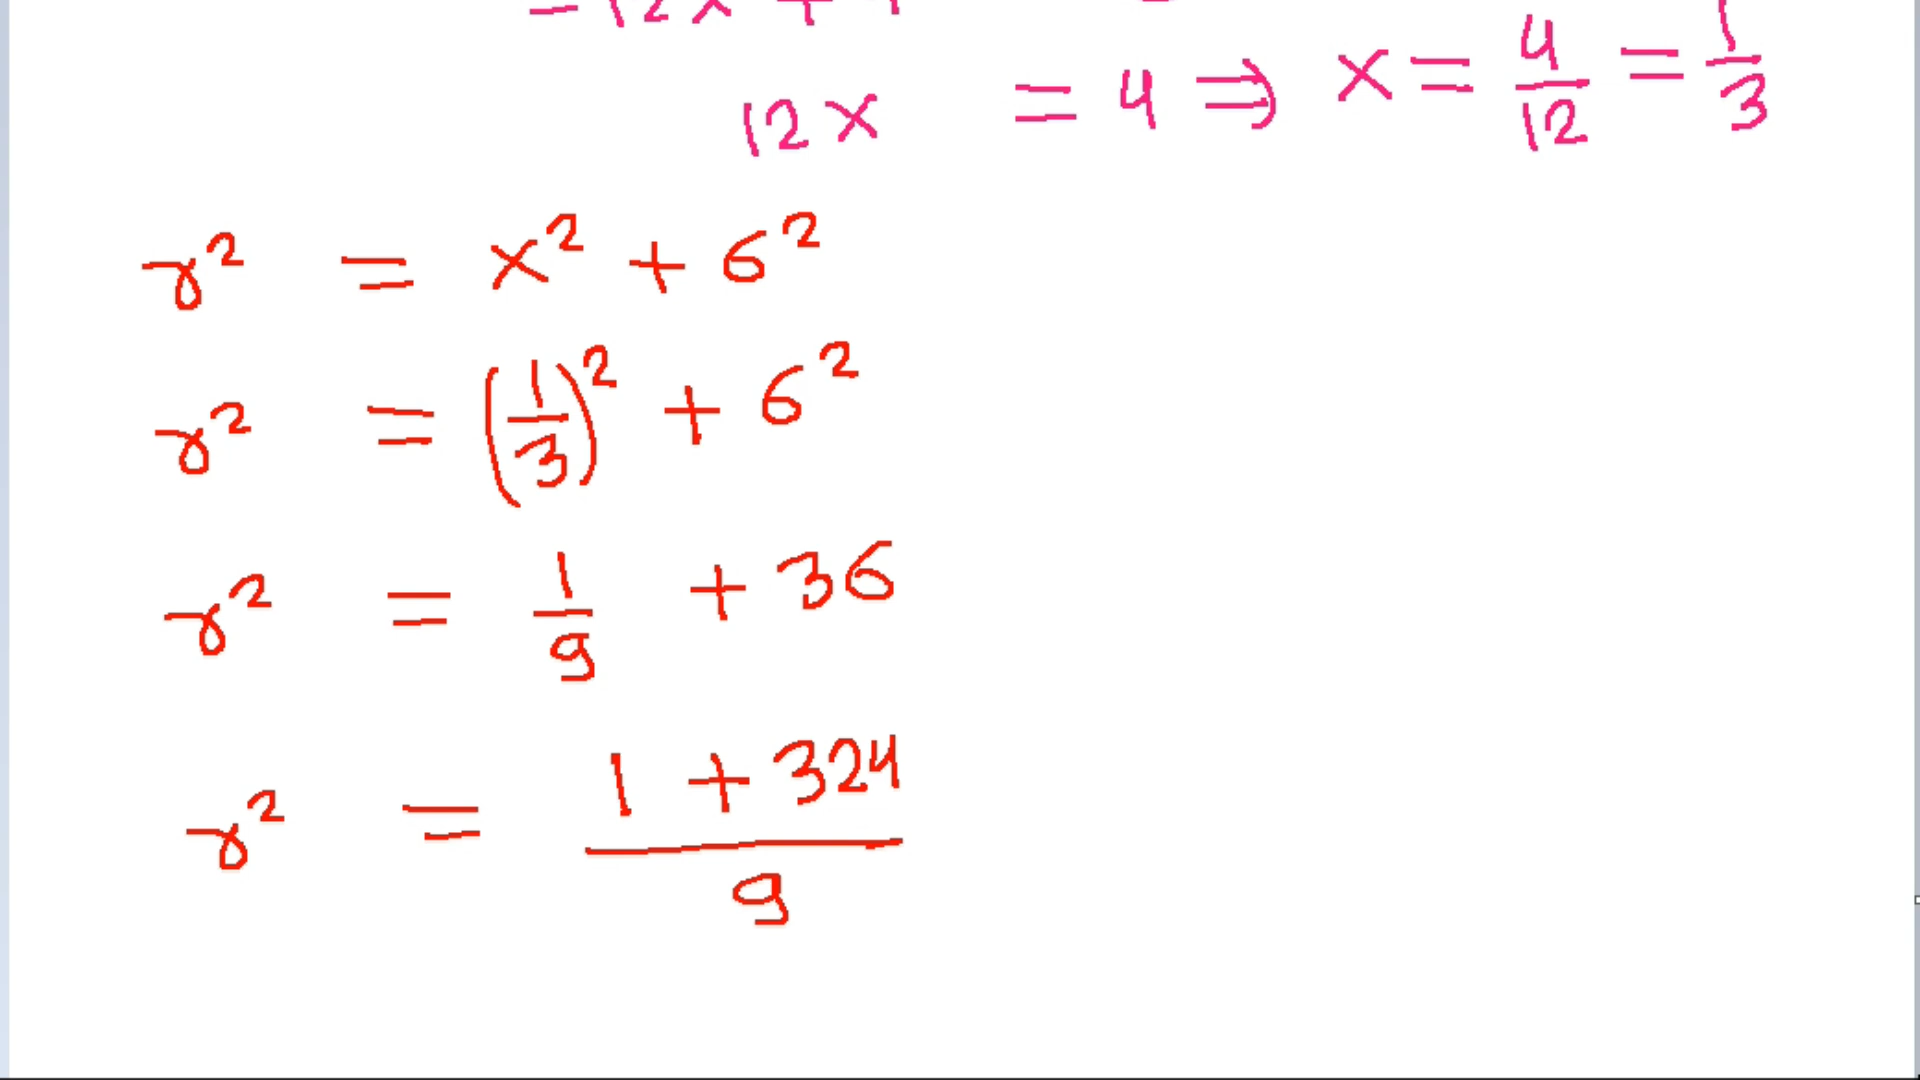 12x = 4 ⇒ x = 4/12 = 1/3
r² = x² + 6²
r² = (1/3)² + 6²
r² = 1/9 + 36
r² = (1 + 324)/9